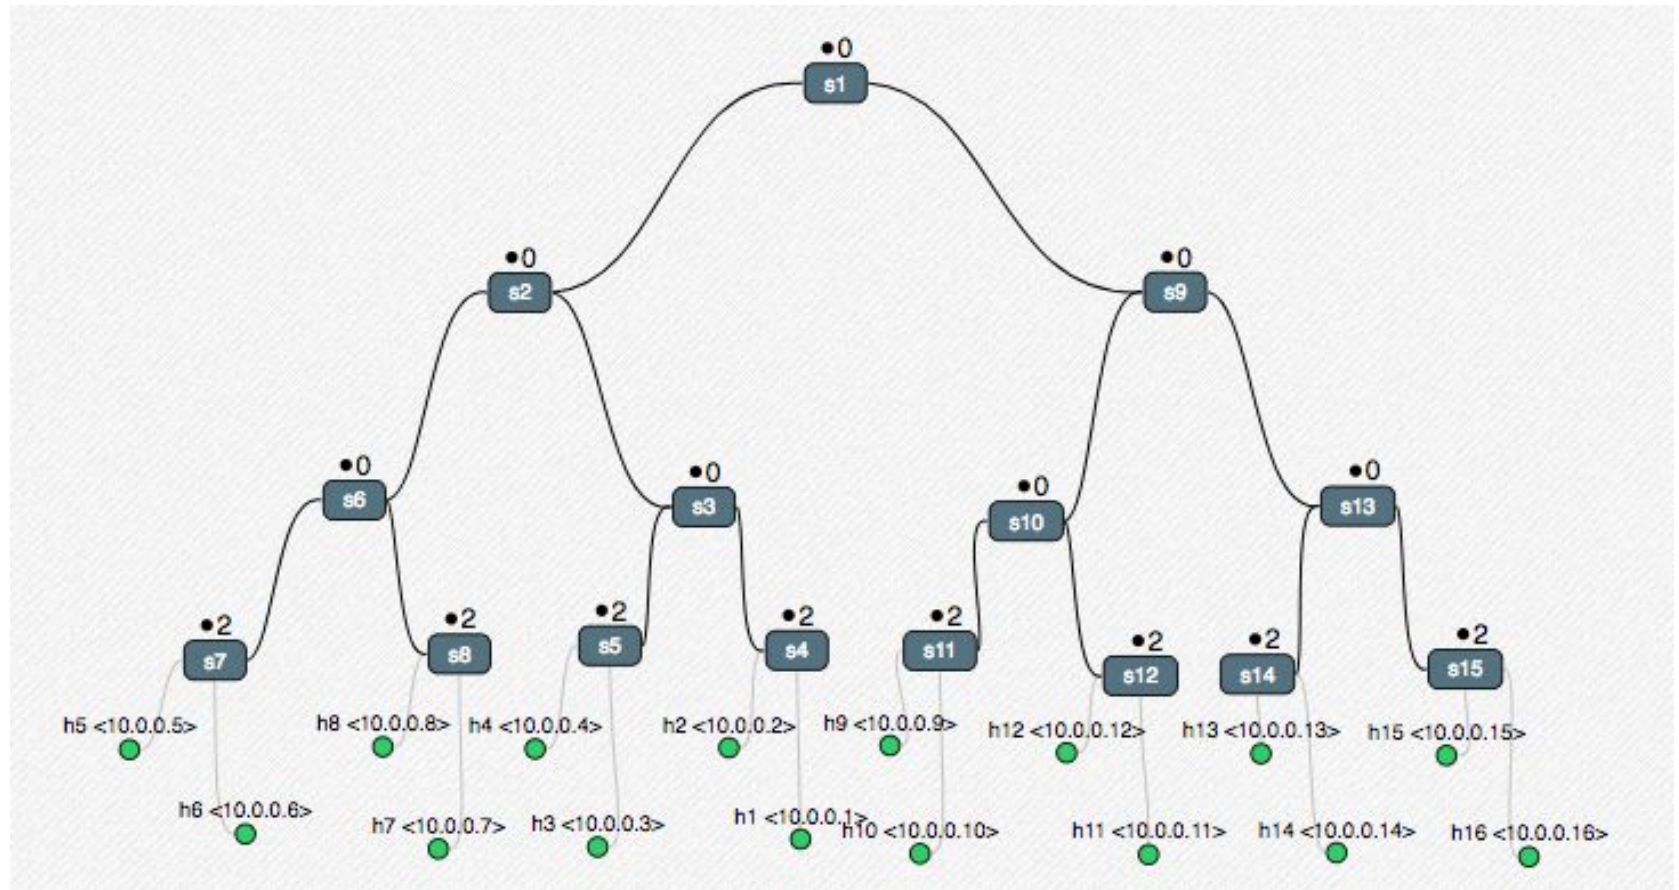 ●0
s1
●0
s2
●0
s9
●0
s6
●0
s3
●0
s10
●0
s13
●2
s7
●2
s8
●2
s5
●2
s4
●2
s11
●2
s12
●2
s14
●2
s15
h5 <10.0.0.5>
h8 <10.0.0.8>
h4 <10.0.0.4>
h2 <10.0.0.2>
h9 <10.0.0.9>
h12 <10.0.0.12>
h13 <10.0.0.13>
h15 <10.0.0.15>
h6 <10.0.0.6>
h7 <10.0.0.7>
h3 <10.0.0.3>
h1 <10.0.0.1>
h10 <10.0.0.10>
h11 <10.0.0.11>
h14 <10.0.0.14>
h16 <10.0.0.16>